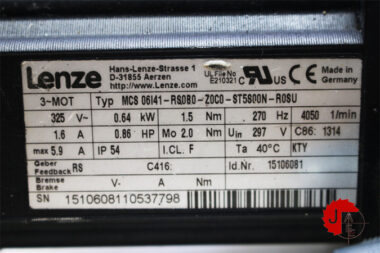 Lenze
Hans-Lenze-Strasse 1
D-31855 Aerzen
http://www.Lenze.com
UL File No
E210321
c UL US
CE
3~MOT Typ MCS 06I41-RS0B0-Z0C0-ST5S00N-R0SU
325 V~ 0.64 kW 1.5 Nm 270 Hz 4050 1/min
1.6 A 0.86 HP Mo 2.0 Nm Uin 297 V C86: 1314
max 5.9 A IP 54 I.CL. F Ta 40°C KTY
Geber
Feedback RS C416: Id.Nr. 15106081
Bremse
Brake V- A Nm
SN 1510608110537798